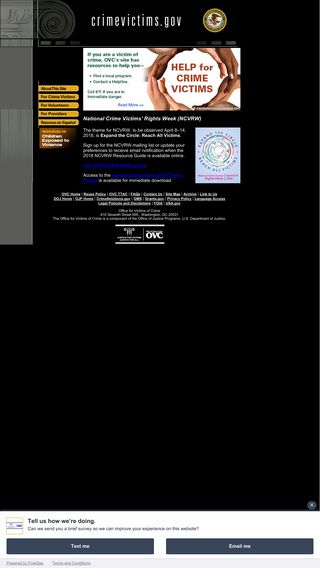 crimevictims.gov
If you are a victim of
crime, OVC's site has
resources to help you—
• Find a local program.
• Contact a Helpline.
Call 911 if you are in
immediate danger.
Read More >>
HELP for
CRIME
VICTIMS
About This Site
For Crime Victims
For Volunteers
For Providers
Recursos en Español
RESOURCES ON
Children
Exposed to
Violence
National Crime Victims' Rights Week (NCVRW)
The theme for NCVRW, to be observed April 8–14,
2018, is Expand the Circle: Reach All Victims.
Sign up for the NCVRW mailing list or update your
preferences to receive email notification when the
2018 NCVRW Resource Guide is available online.
Access to the
is available for immediate download.
OVC Home | Reuse Policy | OVC TTAC | FAQs | Contact Us | Site Map | Archive | Link to Us
DOJ Home | OJP Home | CrimeSolutions.gov | GMS | Grants.gov | Privacy Policy | Language Access
Legal Policies and Disclaimers | FOIA | USA.gov
Office for Victims of Crime
810 Seventh Street NW., Washington, DC 20531
The Office for Victims of Crime is a component of the Office of Justice Programs, U.S. Department of Justice.
OVC
Tell us how we're doing.
Can we send you a brief survey so we can improve your experience on this website?
Text me
Email me
Powered by ForeSee
Terms and Conditions